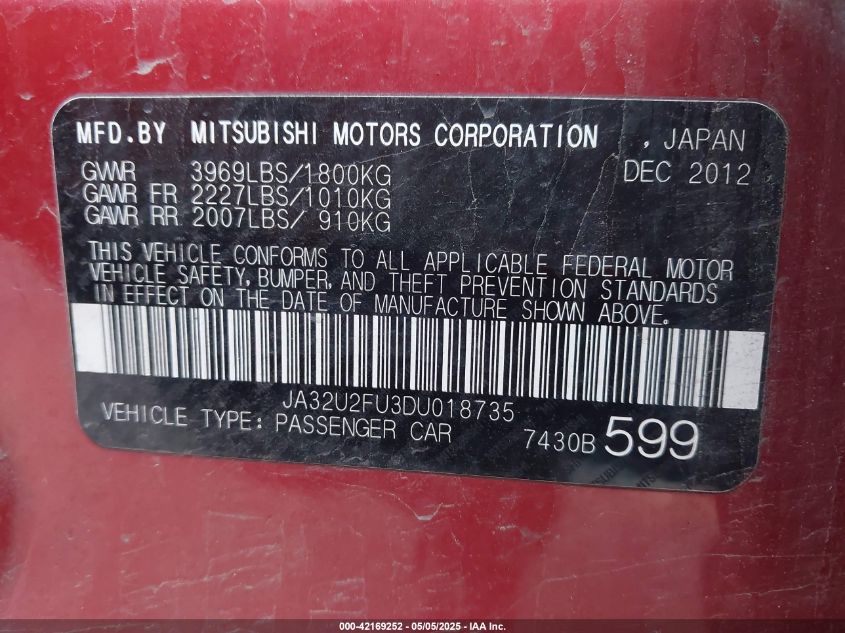 MFD.BY MITSUBISHI MOTORS CORPORATION , JAPAN
GVWR 3969LBS/1800KG DEC 2012
GAWR FR 2227LBS/1010KG
GAWR RR 2007LBS/ 910KG
THIS VEHICLE CONFORMS TO ALL APPLICABLE FEDERAL MOTOR
VEHICLE SAFETY, BUMPER, AND THEFT PREVENTION STANDARDS
IN EFFECT ON THE DATE OF MANUFACTURE SHOWN ABOVE.
JA32U2FU3DU018735
VEHICLE TYPE: PASSENGER CAR 7430B 599
000-42169252 - 05/05/2025 - IAA Inc.